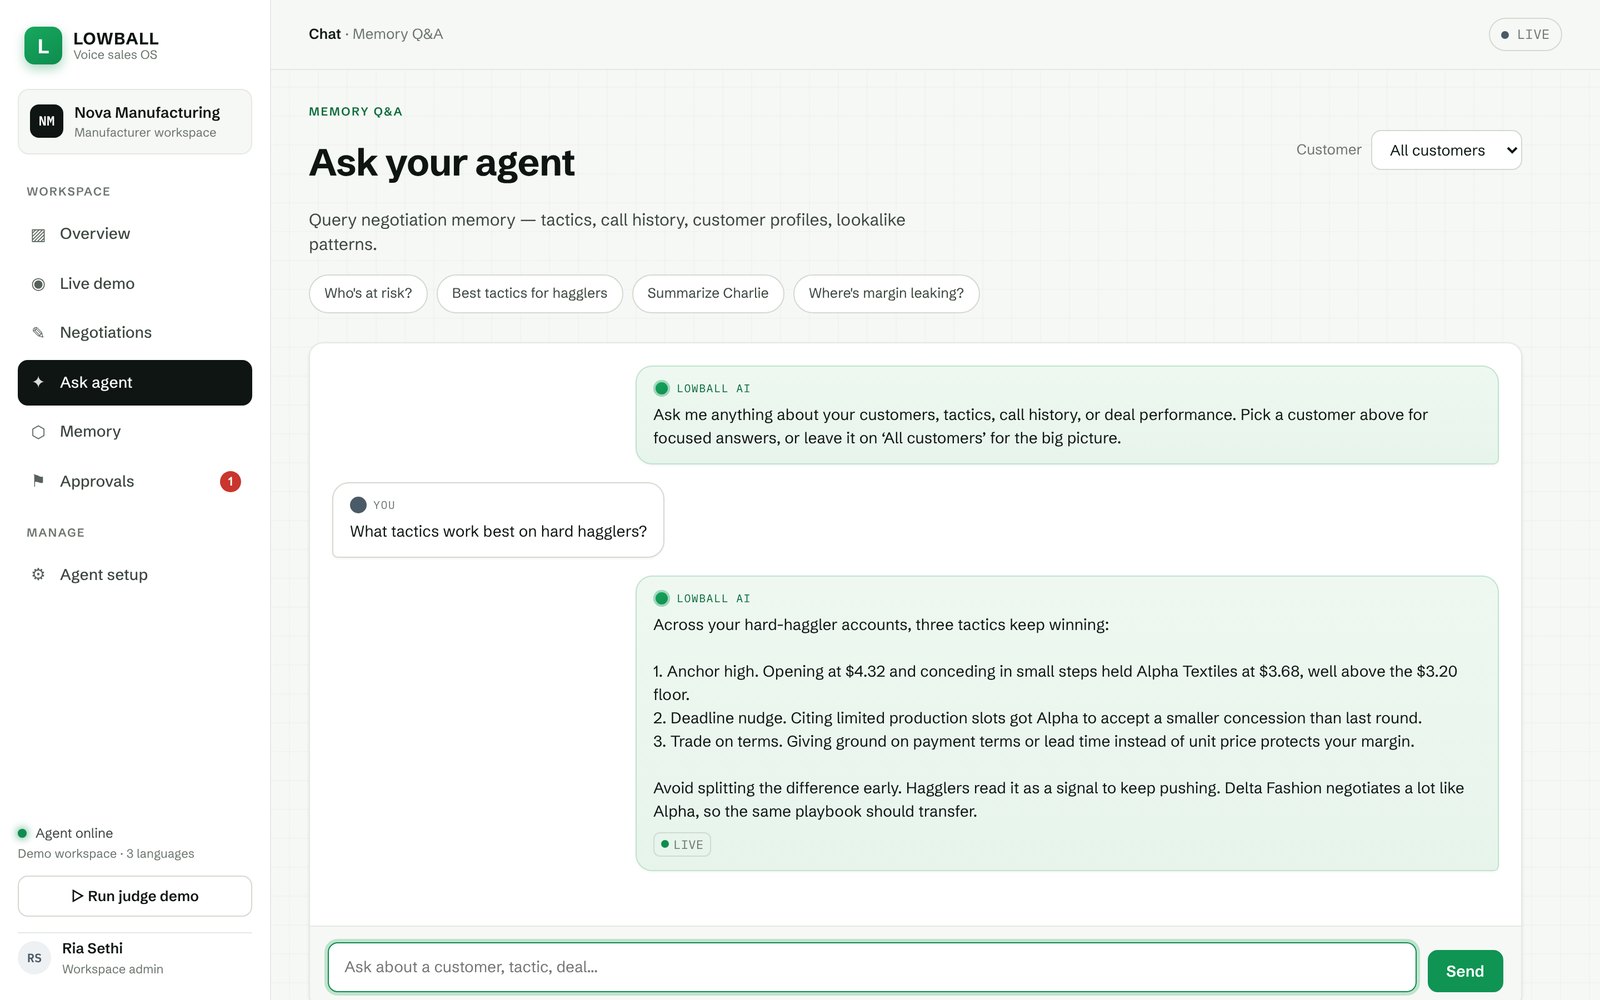 L
LOWBALL
Voice sales OS
NM
Nova Manufacturing
Manufacturer workspace
WORKSPACE
Overview
Live demo
Negotiations
Ask agent
Memory
Approvals
1
MANAGE
Agent setup
Agent online
Demo workspace · 3 languages
Run judge demo
RS
Ria Sethi
Workspace admin
Chat · Memory Q&A
LIVE
MEMORY Q&A
Ask your agent
Customer
All customers
Query negotiation memory — tactics, call history, customer profiles, lookalike
patterns.
Who's at risk?
Best tactics for hagglers
Summarize Charlie
Where's margin leaking?
LOWBALL AI
Ask me anything about your customers, tactics, call history, or deal performance. Pick a customer above for
focused answers, or leave it on ‘All customers’ for the big picture.
YOU
What tactics work best on hard hagglers?
LOWBALL AI
Across your hard-haggler accounts, three tactics keep winning:
1. Anchor high. Opening at $4.32 and conceding in small steps held Alpha Textiles at $3.68, well above the $3.20
floor.
2. Deadline nudge. Citing limited production slots got Alpha to accept a smaller concession than last round.
3. Trade on terms. Giving ground on payment terms or lead time instead of unit price protects your margin.
Avoid splitting the difference early. Hagglers read it as a signal to keep pushing. Delta Fashion negotiates a lot like
Alpha, so the same playbook should transfer.
LIVE
Ask about a customer, tactic, deal...
Send